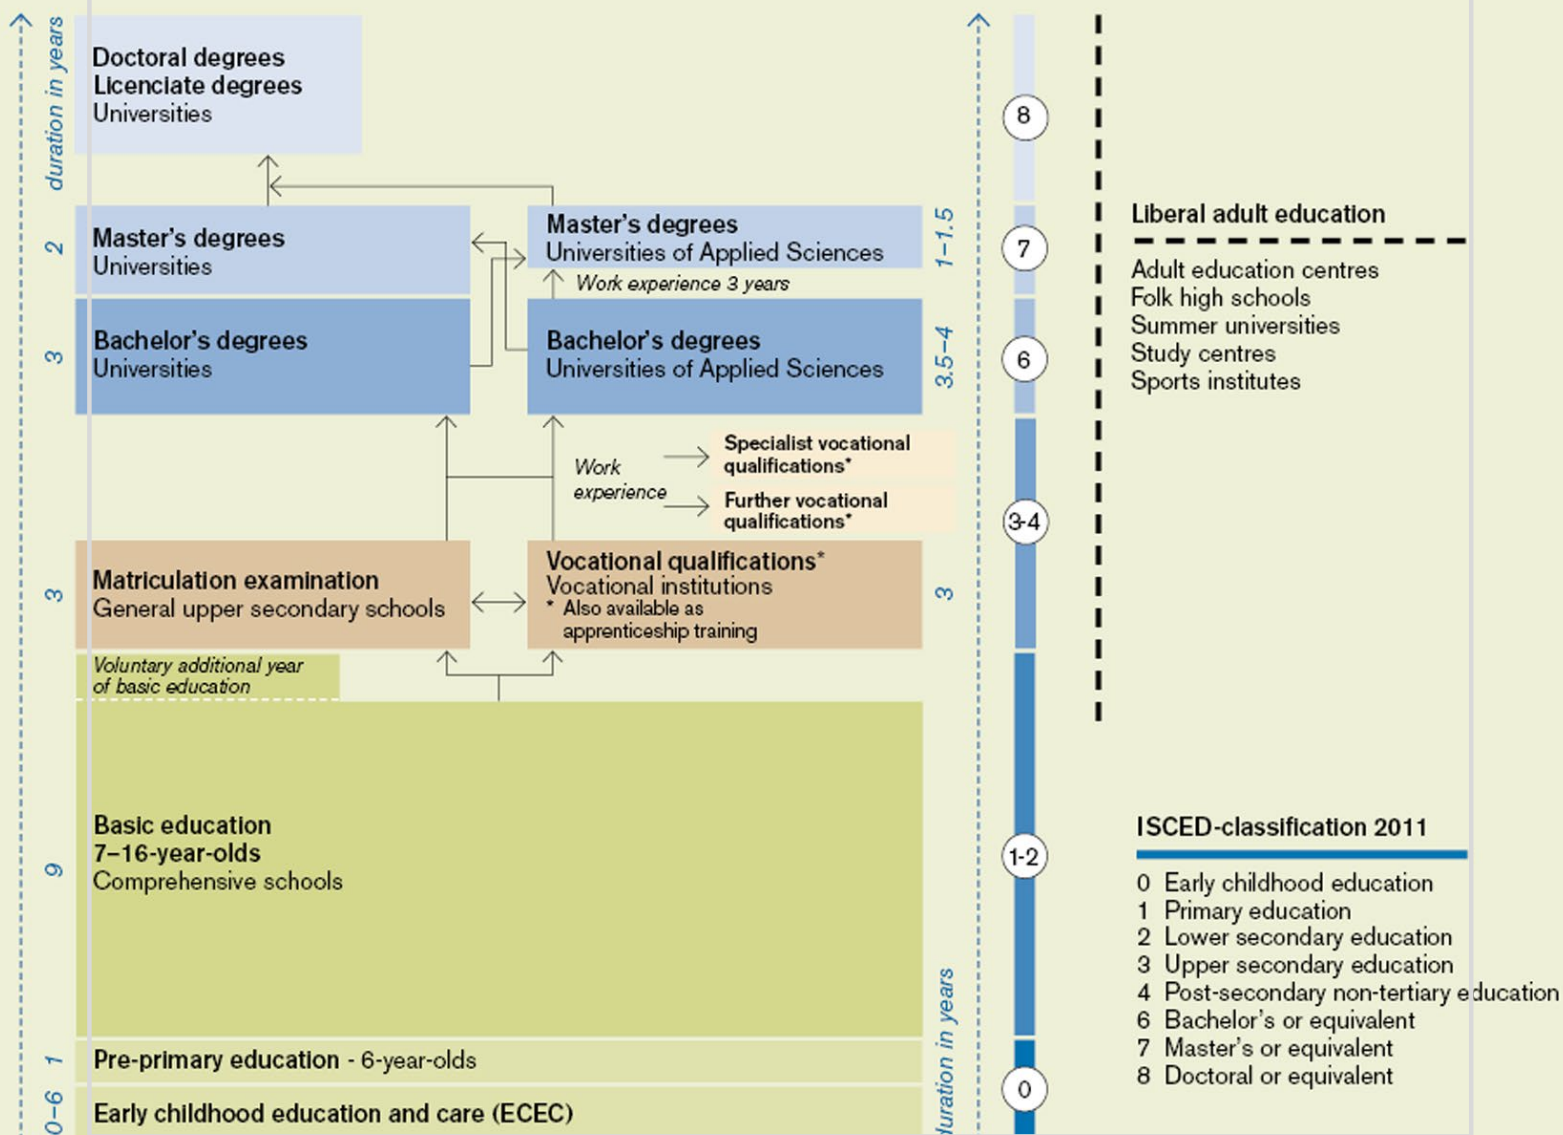 duration in years
Doctoral degrees
Licenciate degrees
Universities
8
2
Master's degrees
Universities
Master's degrees
Universities of Applied Sciences
1–1.5
7
Work experience 3 years
3
Bachelor's degrees
Universities
Bachelor's degrees
Universities of Applied Sciences
3.5–4
6
Work
experience
Specialist vocational
qualifications*
Further vocational
qualifications*
3-4
3
Matriculation examination
General upper secondary schools
Vocational qualifications*
Vocational institutions
* Also available as
apprenticeship training
3
Voluntary additional year
of basic education
9
Basic education
7–16-year-olds
Comprehensive schools
1-2
1
Pre-primary education - 6-year-olds
0–6
Early childhood education and care (ECEC)
duration in years
0
Liberal adult education
Adult education centres
Folk high schools
Summer universities
Study centres
Sports institutes
ISCED-classification 2011
0 Early childhood education
1 Primary education
2 Lower secondary education
3 Upper secondary education
4 Post-secondary non-tertiary education
6 Bachelor's or equivalent
7 Master's or equivalent
8 Doctoral or equivalent